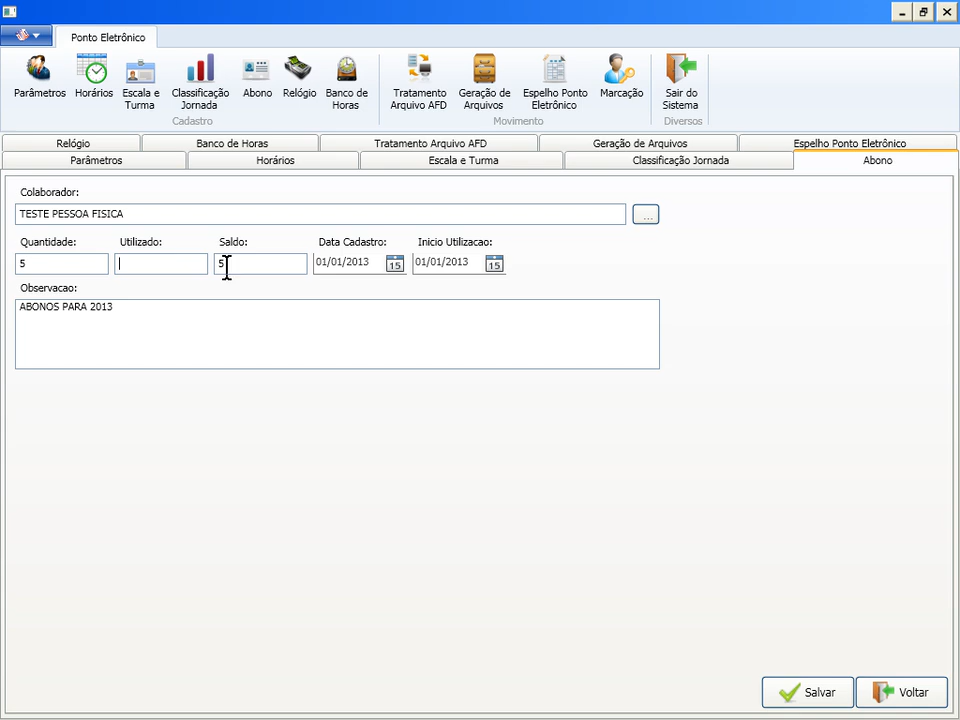 Ponto Eletrônico
Parâmetros
Horários
Escala e
Turma
Classificação
Jornada
Abono
Relógio
Banco de
Horas
Cadastro
Tratamento
Arquivo AFD
Geração de
Arquivos
Espelho Ponto
Eletrônico
Marcação
Movimento
Sair do
Sistema
Diversos
Relógio
Banco de Horas
Tratamento Arquivo AFD
Geração de Arquivos
Espelho Ponto Eletrônico
Parâmetros
Horários
Escala e Turma
Classificação Jornada
Abono
Colaborador:
TESTE PESSOA FISICA
...
Quantidade:
Utilizado:
Saldo:
Data Cadastro:
Inicio Utilizacao:
5
5
01/01/2013
15
01/01/2013
15
Observacao:
ABONOS PARA 2013
Salvar
Voltar